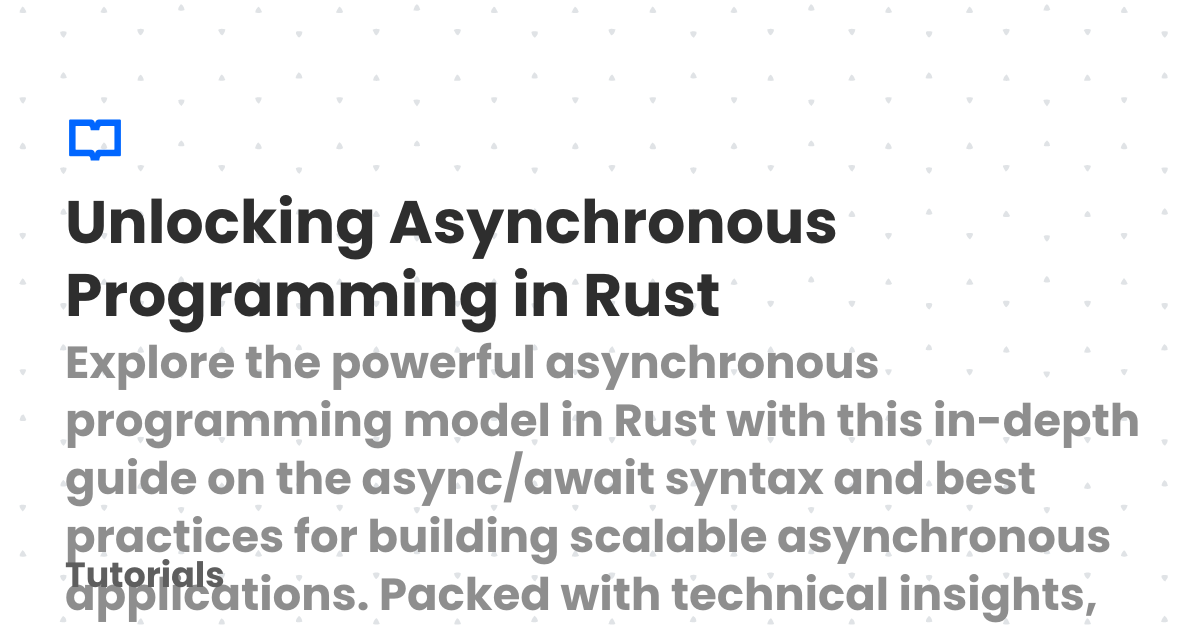 Unlocking Asynchronous
Programming in Rust
Explore the powerful asynchronous
programming model in Rust with this in-depth
guide on the async/await syntax and best
practices for building scalable asynchronous
Tutorials
applications. Packed with technical insights,